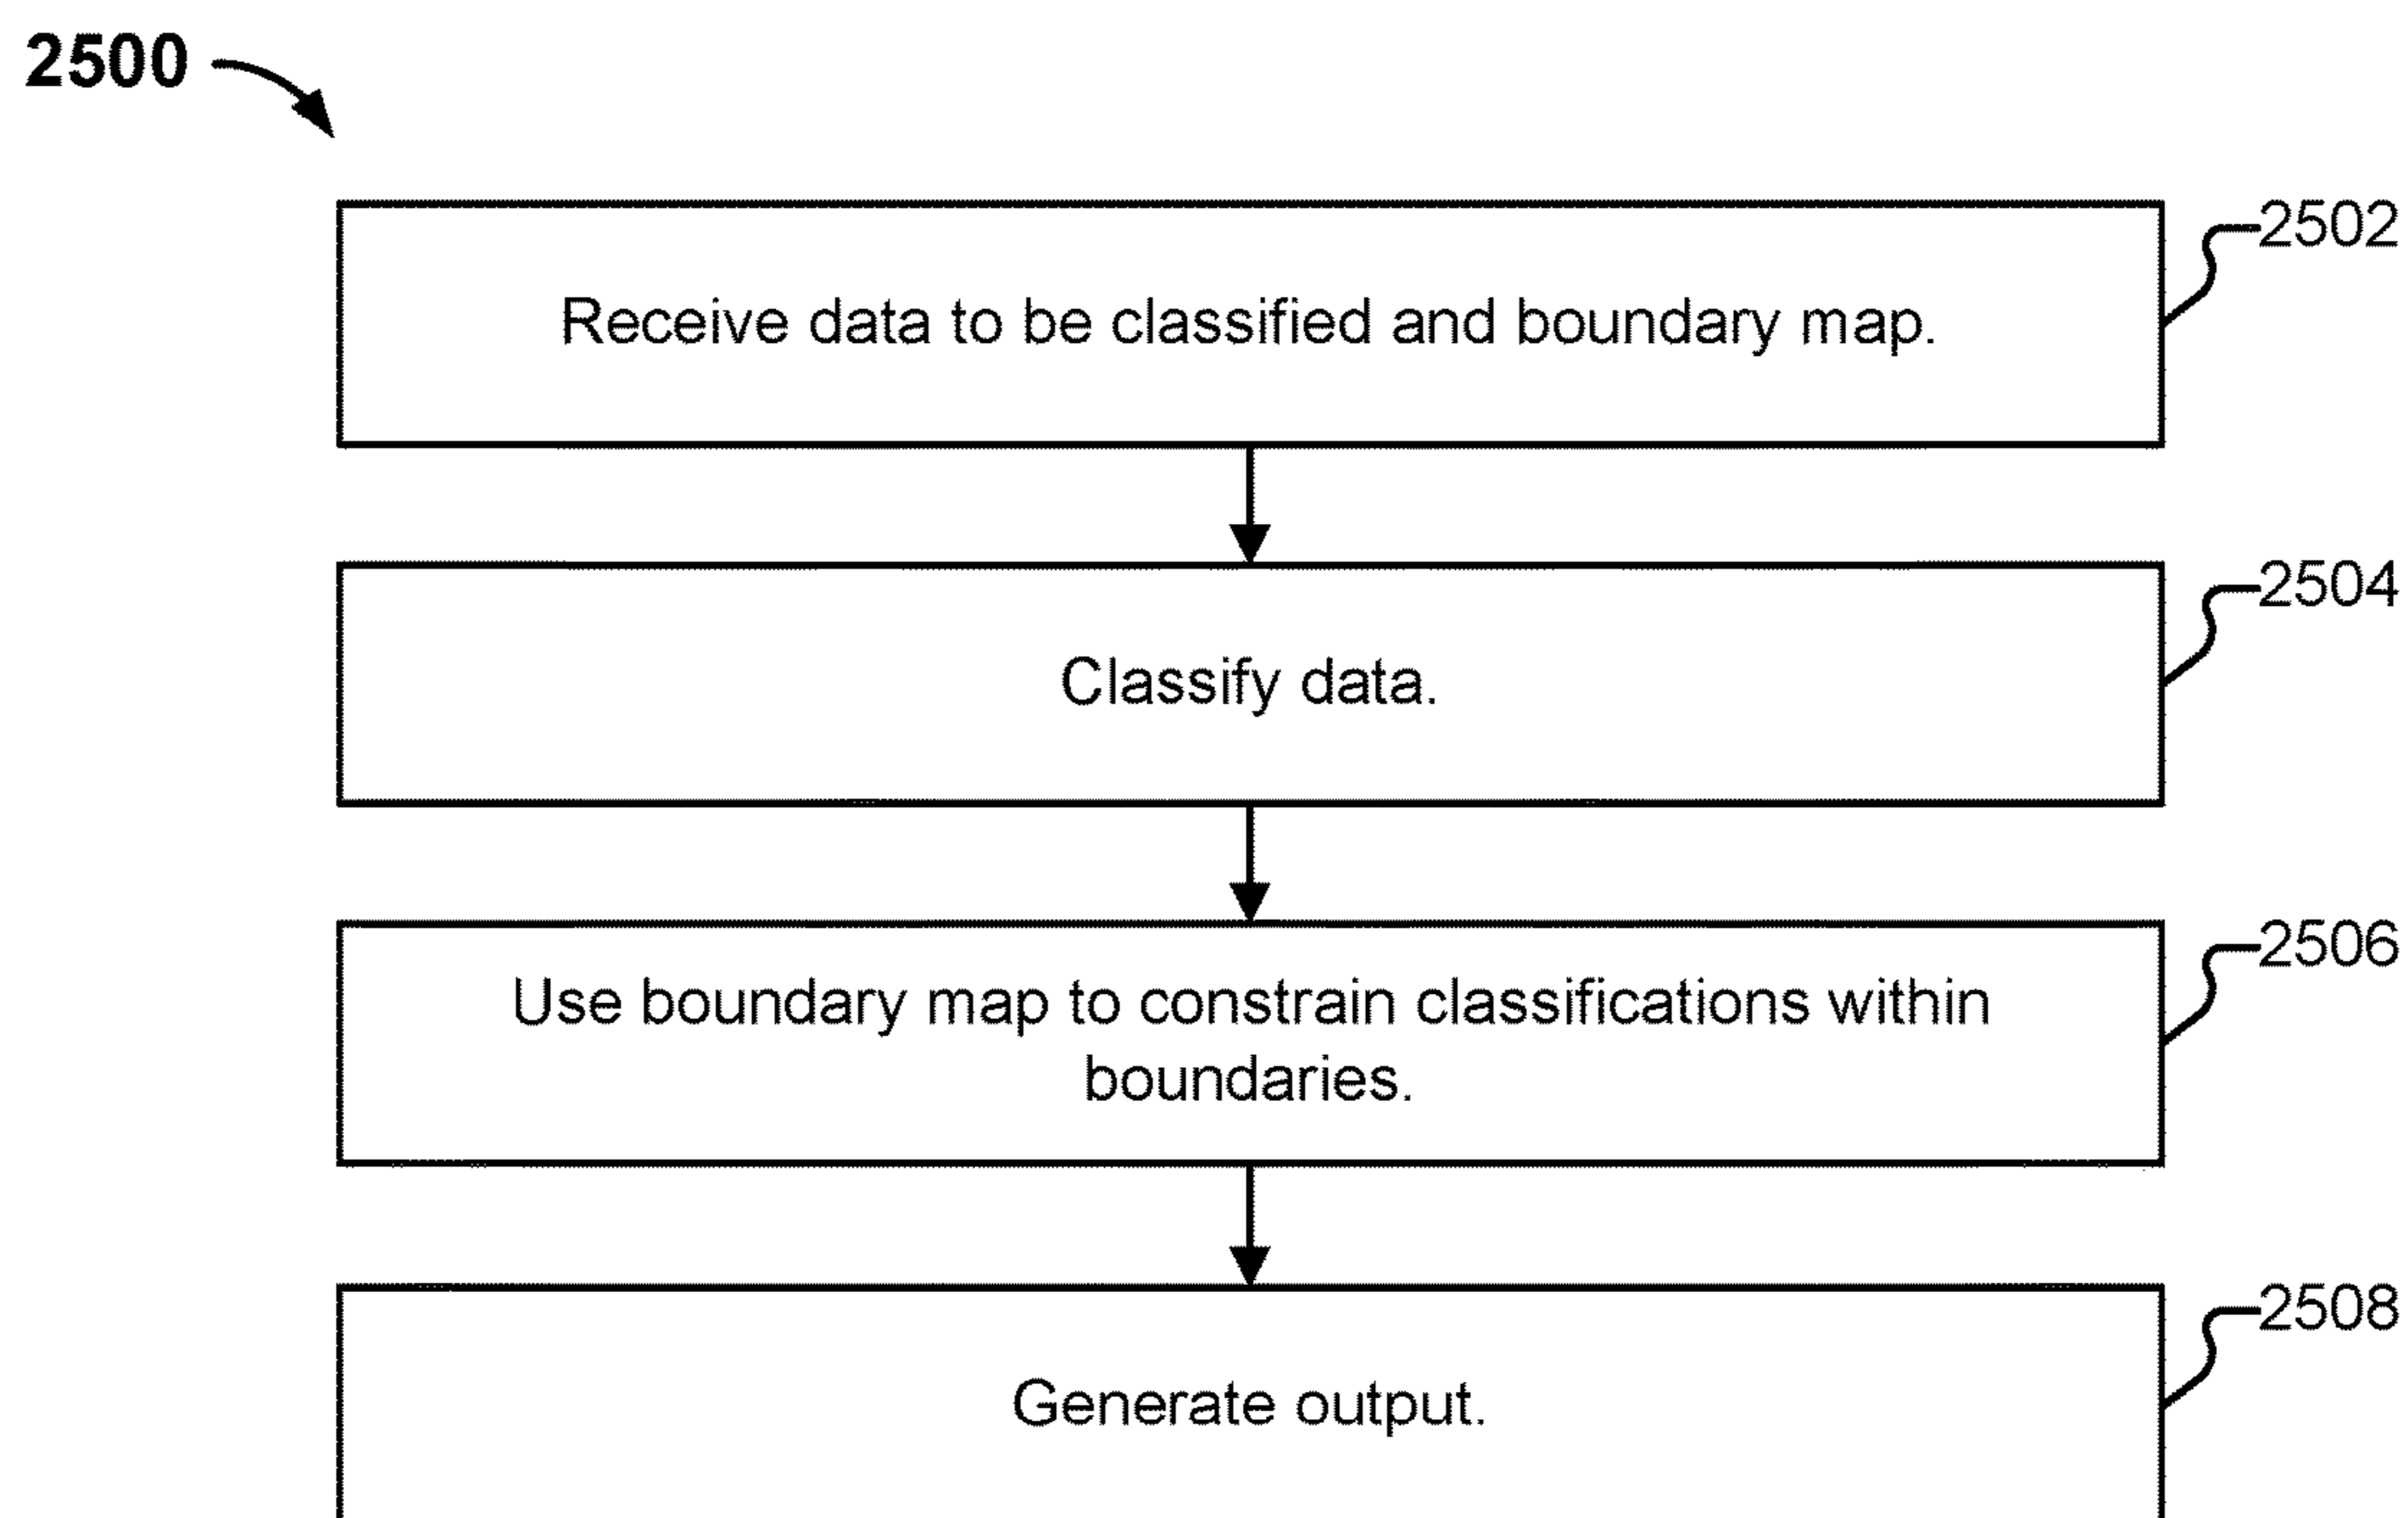 2500
2502
Receive data to be classified and boundary map.
2504
Classify data.
2506
Use boundary map to constrain classifications within
boundaries.
2508
Generate output.